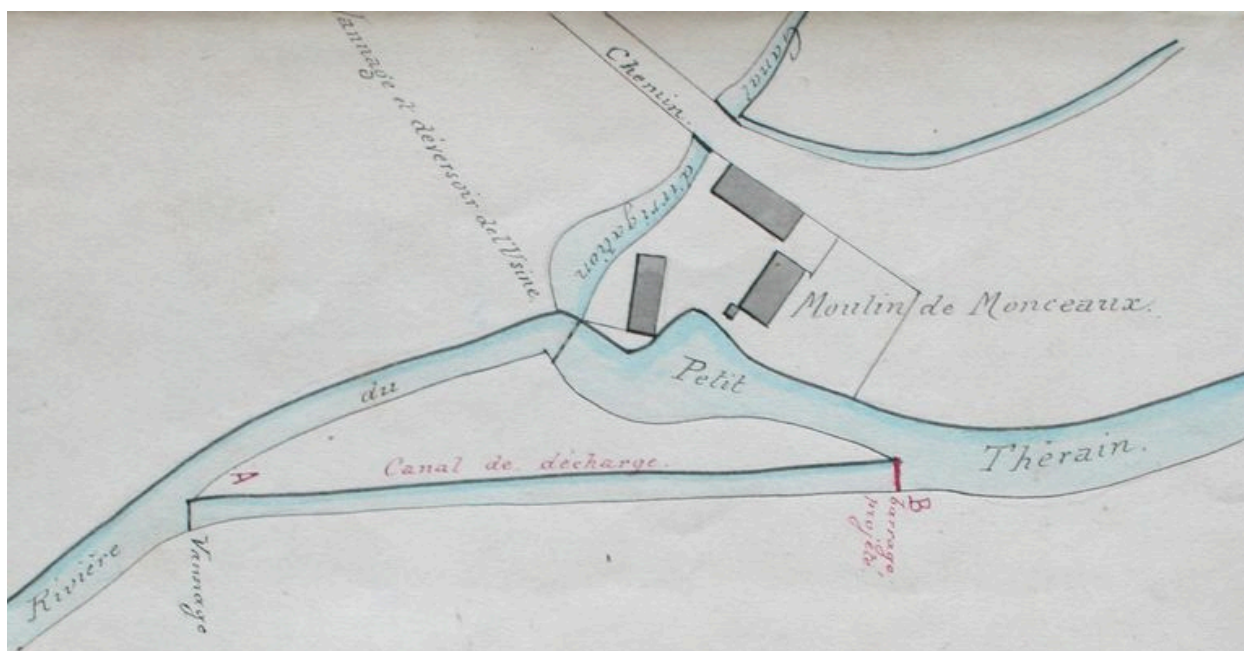 Vannage et déversoir de l'Usine.
Chemin.
Canal
d'irrigation
Moulin de Monceaux.
Rivière du Petit Thérain.
Canal de décharge.
A
B
barrage,
projeté.
Vannage